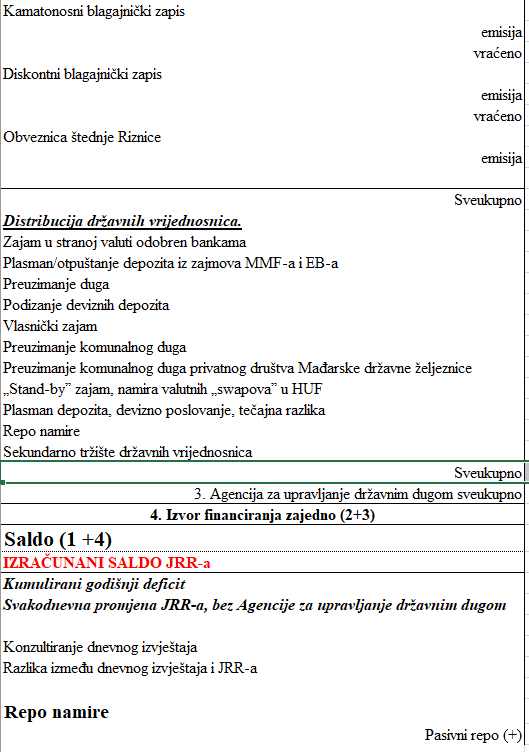 Kamatonosni blagajnički zapis
emisija
vraćeno
Diskontni blagajnički zapis
emisija
vraćeno
Obveznica štednje Riznice
emisija
Sveukupno
Distribucija državnih vrijednosnica.
Zajam u stranoj valuti odobren bankama
Plasman/otpuštanje depozita iz zajmova MMF-a i EB-a
Preuzimanje duga
Podizanje deviznih depozita
Vlasnički zajam
Preuzimanje komunalnog duga
Preuzimanje komunalnog duga privatnog društva Mađarske državne željeznice
„Stand-by” zajam, namira valutnih „swapova” u HUF
Plasman depozita, devizno poslovanje, tečajna razlika
Repo namire
Sekundarno tržište državnih vrijednosnica
Sveukupno
3. Agencija za upravljanje državnim dugom sveukupno
4. Izvor financiranja zajedno (2+3)
Saldo (1 +4)
IZRAČUNANI SALDO JRR-a
Kumulirani godišnji deficit
Svakodnevna promjena JRR-a, bez Agencije za upravljanje državnim dugom
Konzultiranje dnevnog izvještaja
Razlika između dnevnog izvještaja i JRR-a
Repo namire
Pasivni repo (+)